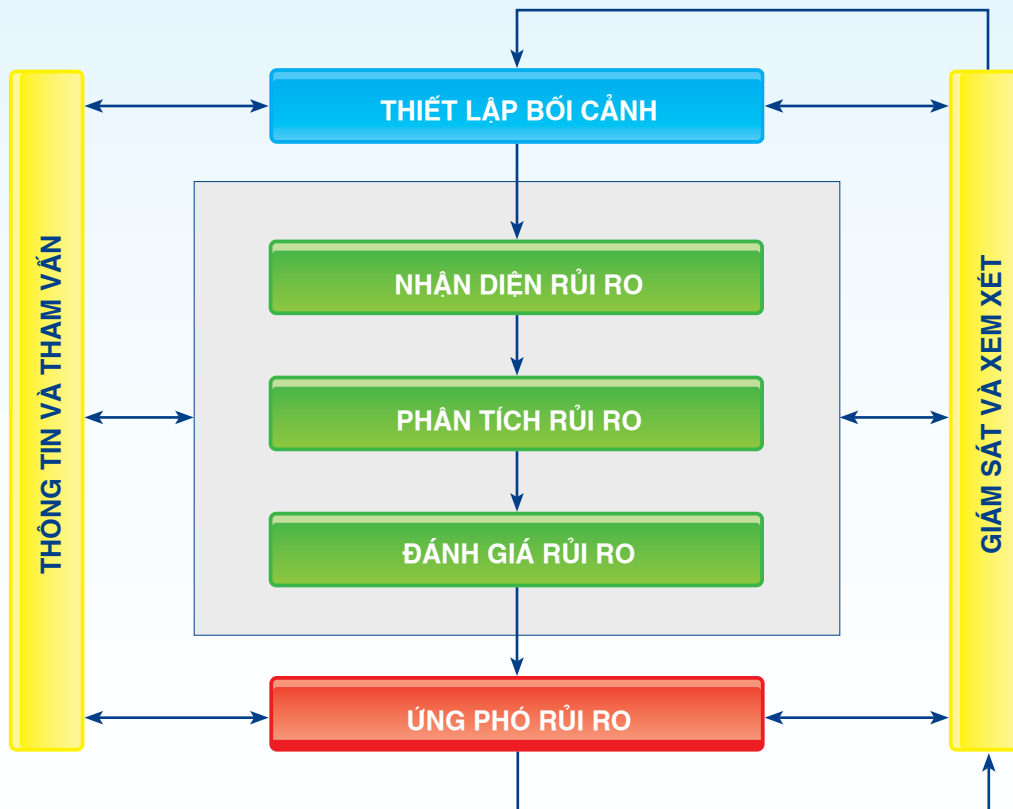 THIẾT LẬP BỐI CẢNH
THÔNG TIN VÀ THAM VẤN
NHẬN DIỆN RỦI RO
PHÂN TÍCH RỦI RO
ĐÁNH GIÁ RỦI RO
GIÁM SÁT VÀ XEM XÉT
ỨNG PHÓ RỦI RO